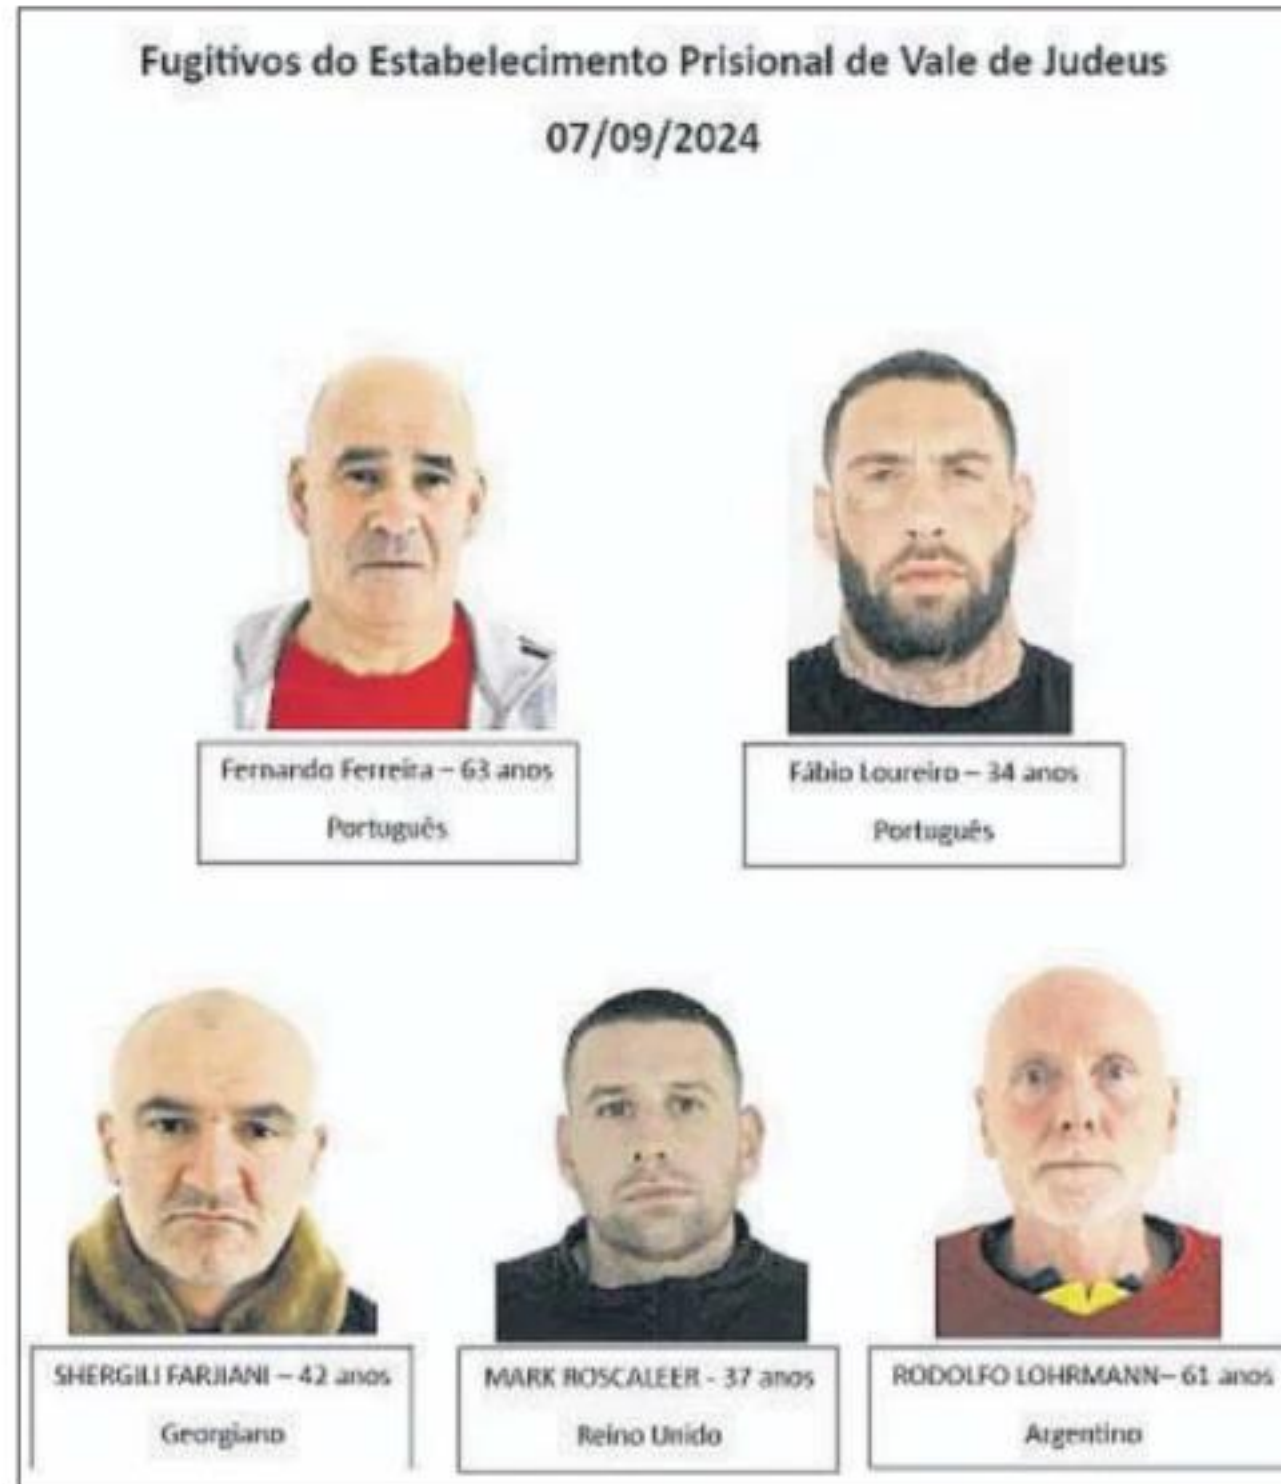 Fugitivos do Estabelecimento Prisional de Vale de Judeus
07/09/2024
Fernando Ferreira – 63 anos
Português
Fábio Loureiro – 34 anos
Português
SHERGILI FARJIANI – 42 anos
Georgiano
MARK ROSCALEER - 37 anos
Reino Unido
RODOLFO LOHRMANN– 61 anos
Argentino